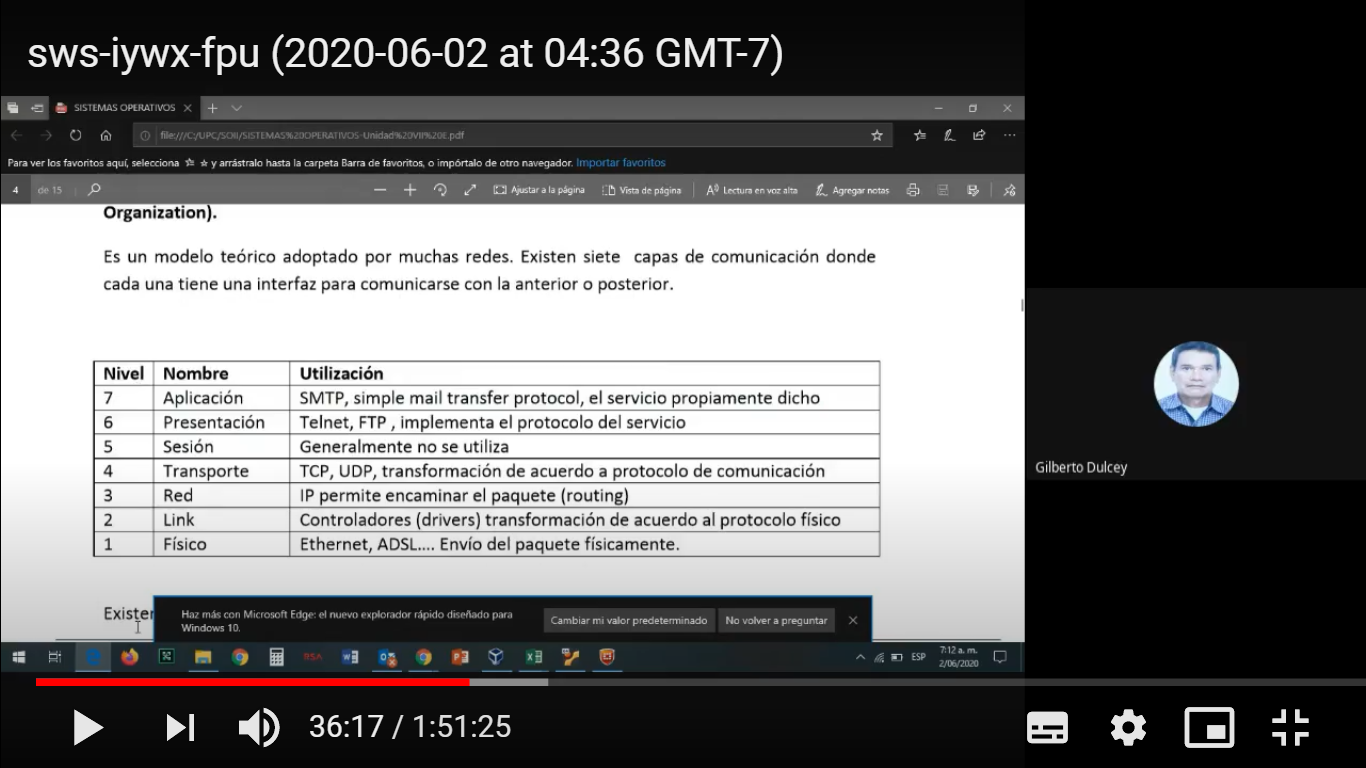 sws-iywx-fpu (2020-06-02 at 04:36 GMT-7)
SISTEMAS OPERATIVOS
file:///C:/UPC/SOII/SISTEMAS%20OPERATIVOS-Unidad%20VII%20E.pdf
Para ver los favoritos aquí, selecciona y arrástralo hasta la carpeta Barra de favoritos, o impórtalo de otro navegador. Importar favoritos
4 de 15 Ajustar a la página Vista de página Lectura en voz alta Agregar notas
Organization).
Es un modelo teórico adoptado por muchas redes. Existen siete capas de comunicación donde
cada una tiene una interfaz para comunicarse con la anterior o posterior.
Nivel Nombre Utilización
7 Aplicación SMTP, simple mail transfer protocol, el servicio propiamente dicho
6 Presentación Telnet, FTP , implementa el protocolo del servicio
5 Sesión Generalmente no se utiliza
4 Transporte TCP, UDP, transformación de acuerdo a protocolo de comunicación
3 Red IP permite encaminar el paquete (routing)
2 Link Controladores (drivers) transformación de acuerdo al protocolo físico
1 Físico Ethernet, ADSL.... Envío del paquete físicamente.
Gilberto Dulcey
Existen
Haz más con Microsoft Edge: el nuevo explorador rápido diseñado para
Windows 10.
Cambiar mi valor predeterminado No volver a preguntar
RSA
ESP
7:12 a. m.
2/06/2020
36:17 / 1:51:25